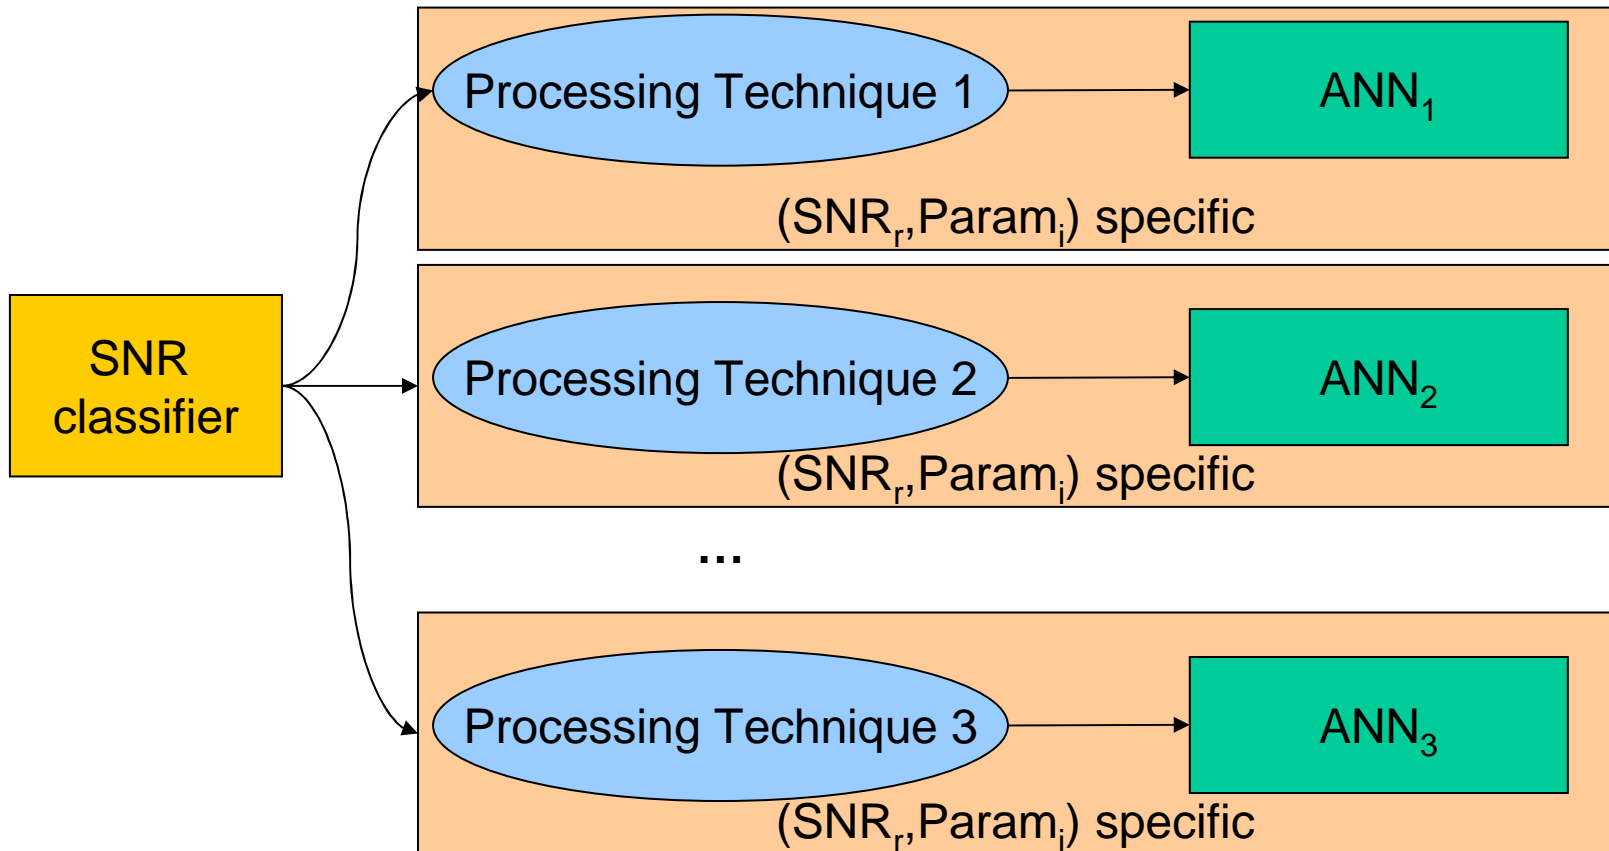 Processing Technique 1
ANN₁
(SNRᵣ,Paramᵢ) specific
SNR
classifier
Processing Technique 2
ANN₂
(SNRᵣ,Paramᵢ) specific
...
Processing Technique 3
ANN₃
(SNRᵣ,Paramᵢ) specific